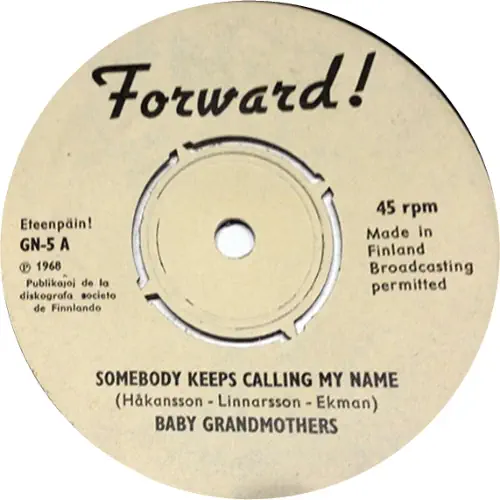 Forward!
Eteenpäin!
GN-5 A
℗ 1968
Publikaĵoj de la
diskografa societo
de Finnlando
45 rpm
Made in
Finland
Broadcasting
permitted
SOMEBODY KEEPS CALLING MY NAME
(Håkansson - Linnarsson - Ekman)
BABY GRANDMOTHERS